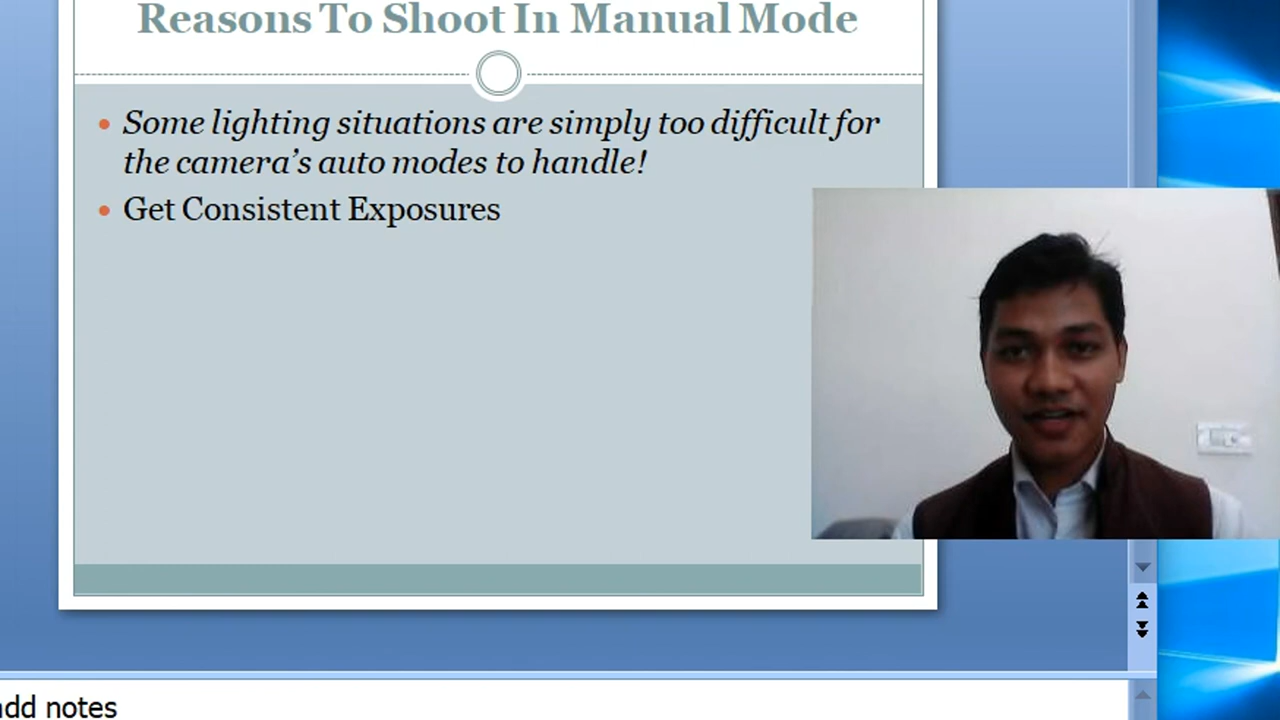 Reasons To Shoot In Manual Mode
• Some lighting situations are simply too difficult for
the camera's auto modes to handle!
• Get Consistent Exposures
add notes